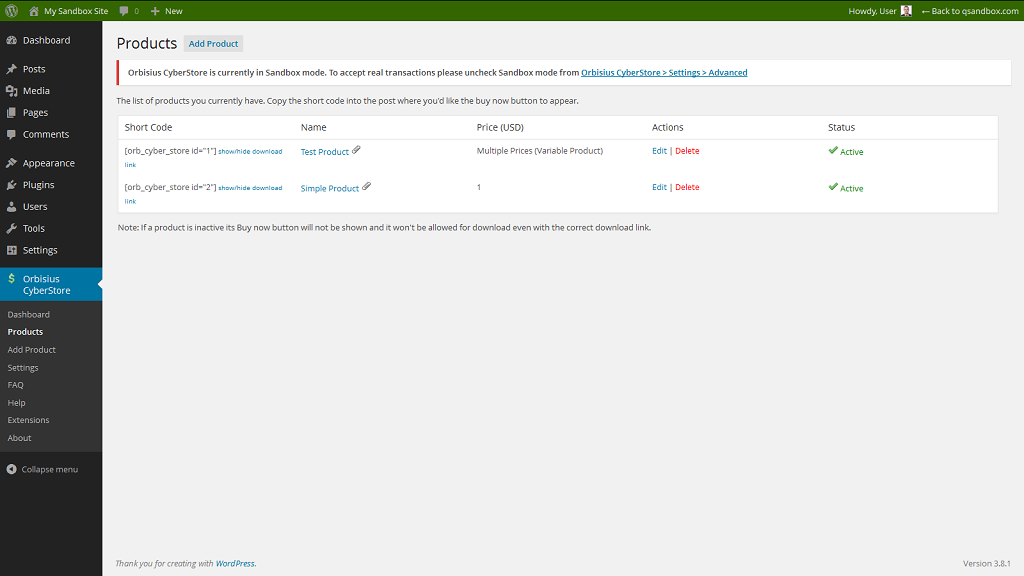 My Sandbox Site 0 New Howdy, User ← Back to qsandbox.com
Dashboard
Posts
Media
Pages
Comments
Appearance
Plugins
Users
Tools
Settings
$ Orbisius
CyberStore
Dashboard
Products
Add Product
Settings
FAQ
Help
Extensions
About
Collapse menu
Products Add Product
Orbisius CyberStore is currently in Sandbox mode. To accept real transactions please uncheck Sandbox mode from Orbisius CyberStore > Settings > Advanced
The list of products you currently have. Copy the short code into the post where you'd like the buy now button to appear.
Short Code Name Price (USD) Actions Status
[orb_cyber_store id="1"] show/hide download Test Product Multiple Prices (Variable Product) Edit | Delete Active
link
[orb_cyber_store id="2"] show/hide download Simple Product 1 Edit | Delete Active
link
Note: If a product is inactive its Buy now button will not be shown and it won't be allowed for download even with the correct download link.
Thank you for creating with WordPress. Version 3.8.1